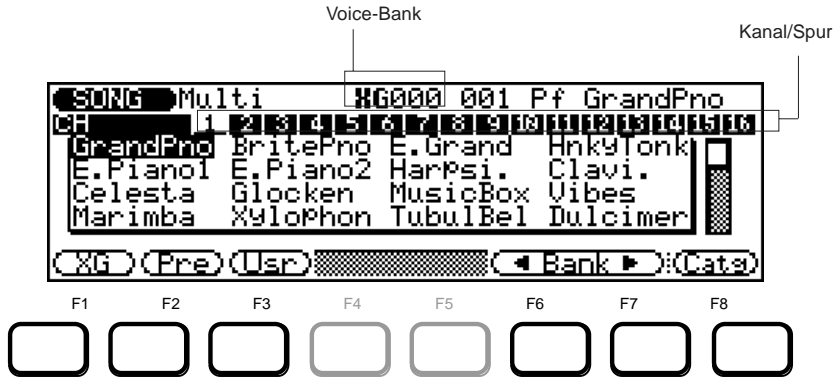 Voice-Bank
Kanal/Spur
SONG Multi XG000 001 Pf GrandPno
CH 1 2 3 4 5 6 7 8 9 10 11 12 13 14 15 16
GrandPno BritePno E.Grand HnkyTonk
E.Piano1 E.Piano2 Harpsi. Clavi.
Celesta Glocken MusicBox Vibes
Marimba Xylophon TubulBel Dulcimer
XG Pre Usr ◀ Bank ▶ Catg
F1 F2 F3 F4 F5 F6 F7 F8